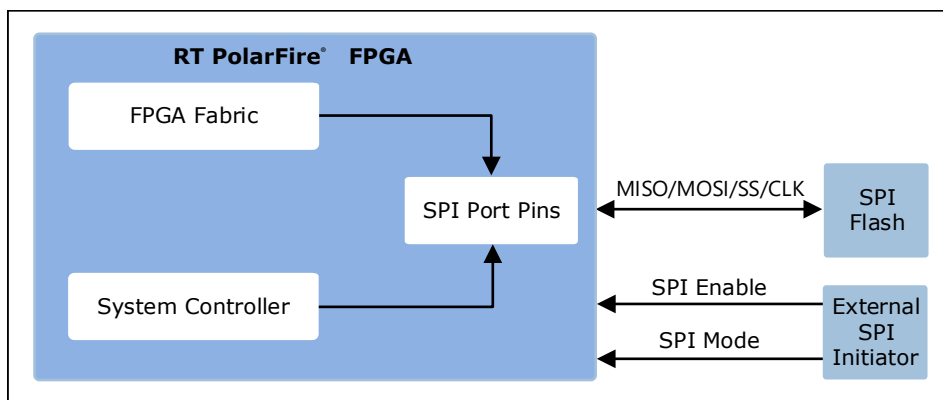 RT PolarFire® FPGA
FPGA Fabric
SPI Port Pins
System Controller
MISO/MOSI/SS/CLK
SPI
Flash
SPI Enable
SPI Mode
External
SPI
Initiator